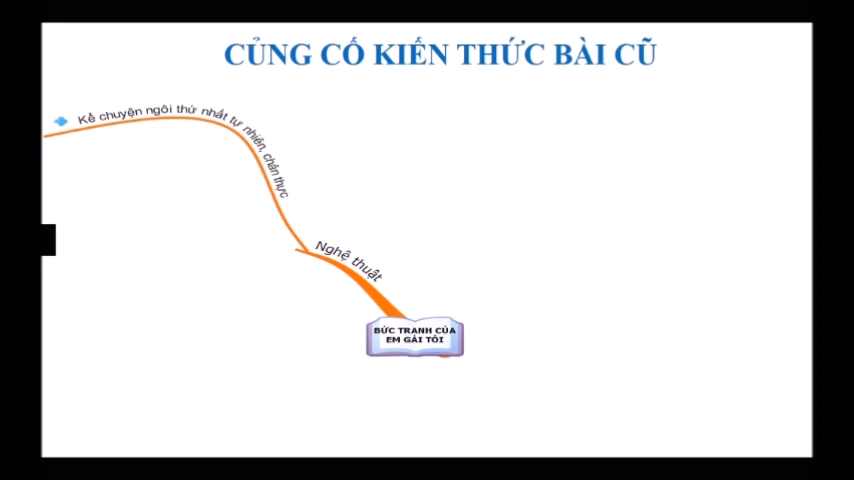 CỦNG CỐ KIẾN THỨC BÀI CŨ
Kể chuyện ngôi thứ nhất tự nhiên, chân thực
Nghệ thuật
BỨC TRANH CỦA
EM GÁI TÔI